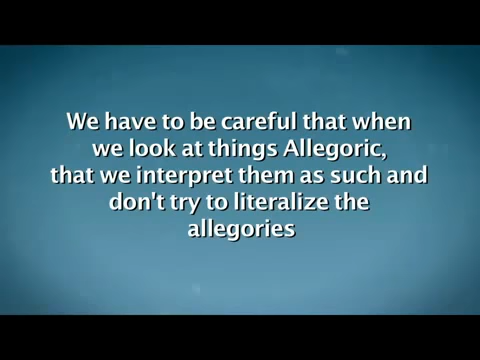 We have to be careful that when
we look at things Allegoric,
that we interpret them as such and
don't try to literalize the
allegories